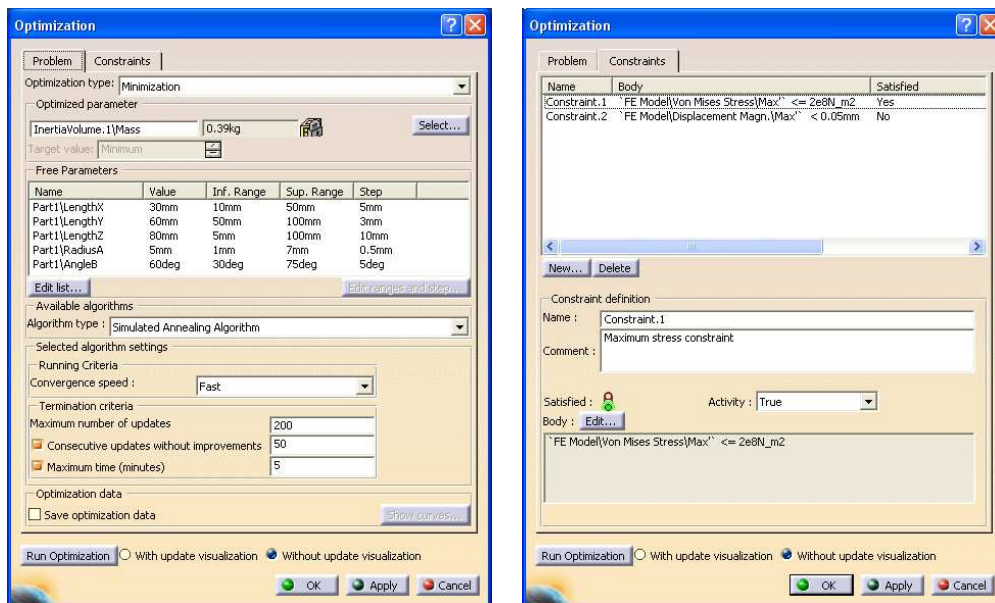 Optimization
Problem Constraints
Optimization type: Minimization
Optimized parameter
InertiaVolume.1\Mass 0.39kg Select...
Target value: Minimum
Free Parameters
Name Value Inf. Range Sup. Range Step
Part1\LengthX 30mm 10mm 50mm 5mm
Part1\LengthY 60mm 50mm 100mm 3mm
Part1\LengthZ 80mm 5mm 100mm 10mm
Part1\RadiusA 5mm 1mm 7mm 0.5mm
Part1\AngleB 60deg 30deg 75deg 5deg
Edit list... Edit ranges and step...
Available algorithms
Algorithm type : Simulated Annealing Algorithm
Selected algorithm settings
Running Criteria
Convergence speed : Fast
Termination criteria
Maximum number of updates 200
Consecutive updates without improvements 50
Maximum time (minutes) 5
Optimization data
Save optimization data Show curves...
Run Optimization With update visualization Without update visualization
OK Apply Cancel
Optimization
Problem Constraints
Name Body Satisfied
Constraint.1 `FE Model\Von Mises Stress\Max`` <= 2e8N_m2 Yes
Constraint.2 `FE Model\Displacement Magn.\Max`` < 0.05mm No
New... Delete
Constraint definition
Name : Constraint.1
Comment : Maximum stress constraint
Satisfied : Activity : True
Body : Edit...
`FE Model\Von Mises Stress\Max`` <= 2e8N_m2
Run Optimization With update visualization Without update visualization
OK Apply Cancel